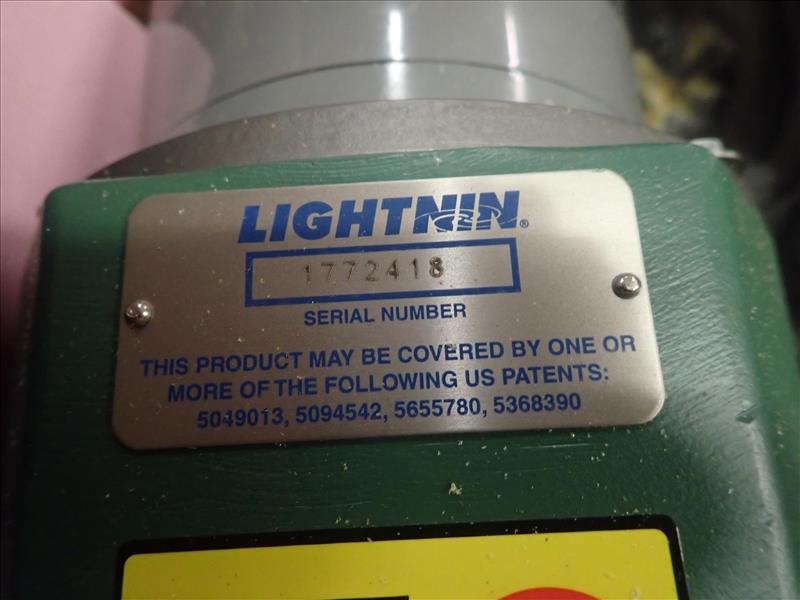 LIGHTNIN®
1772418
SERIAL NUMBER
THIS PRODUCT MAY BE COVERED BY ONE OR
MORE OF THE FOLLOWING US PATENTS:
5049013, 5094542, 5655780, 5368390